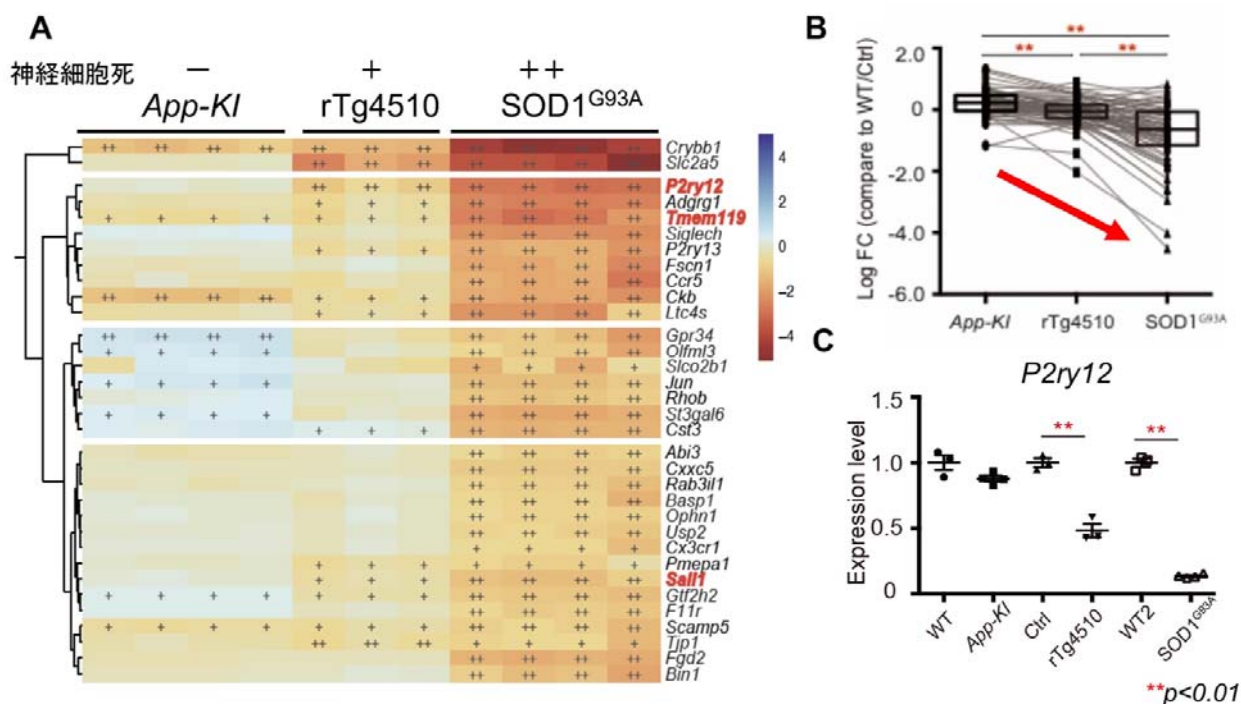 A
神経細胞死 － ＋ ＋＋
App-KI rTg4510 SOD1G93A
++ ++ ++ ++ ++ ++ ++ ++ ++ ++ ++ Crybb1
++ ++ ++ ++ ++ ++ ++ Slc2a5
++ ++ ++ ++ ++ ++ ++ P2ry12
+ + + ++ ++ ++ ++ Adgrg1
+ + + + + + + ++ ++ ++ ++ Tmem119
++ ++ ++ ++ Siglech
+ + + ++ ++ ++ ++ P2ry13
++ ++ ++ ++ Fscn1
++ ++ ++ ++ Ccr5
++ ++ ++ ++ + + + ++ ++ ++ ++ Ckb
+ + + ++ ++ ++ ++ Ltc4s
++ ++ ++ ++ ++ ++ ++ ++ Gpr34
+ + + + ++ ++ ++ ++ Olfml3
+ + + + Slco2b1
+ + + + ++ ++ ++ ++ Jun
++ ++ ++ ++ Rhob
+ + + + ++ ++ ++ ++ St3gal6
+ + + ++ ++ ++ ++ Cst3
++ ++ ++ ++ Abi3
++ ++ ++ ++ Cxxc5
++ ++ ++ ++ Rab3il1
++ ++ ++ ++ Basp1
++ ++ ++ ++ Ophn1
++ ++ ++ ++ Usp2
+ + + + Cx3cr1
+ + + + + + + Pmepa1
+ + + ++ ++ ++ ++ Sall1
+ + + + + + + ++ ++ ++ ++ Gtf2h2
++ ++ ++ ++ F11r
+ + + + + + + ++ ++ ++ ++ Scamp5
++ ++ ++ + + + + Tjp1
++ ++ ++ ++ Fgd2
++ ++ ++ ++ Bin1
4
2
0
−2
−4
B
** 
** **
Log FC (compare to WT/Ctrl)
2.0
0
-2.0
-4.0
-6.0
App-KI rTg4510 SOD1G93A
C
P2ry12
Expression level
1.5
1.0
0.5
0
** **
WT App-KI Ctrl rTg4510 WT2 SOD1G93A
**p<0.01